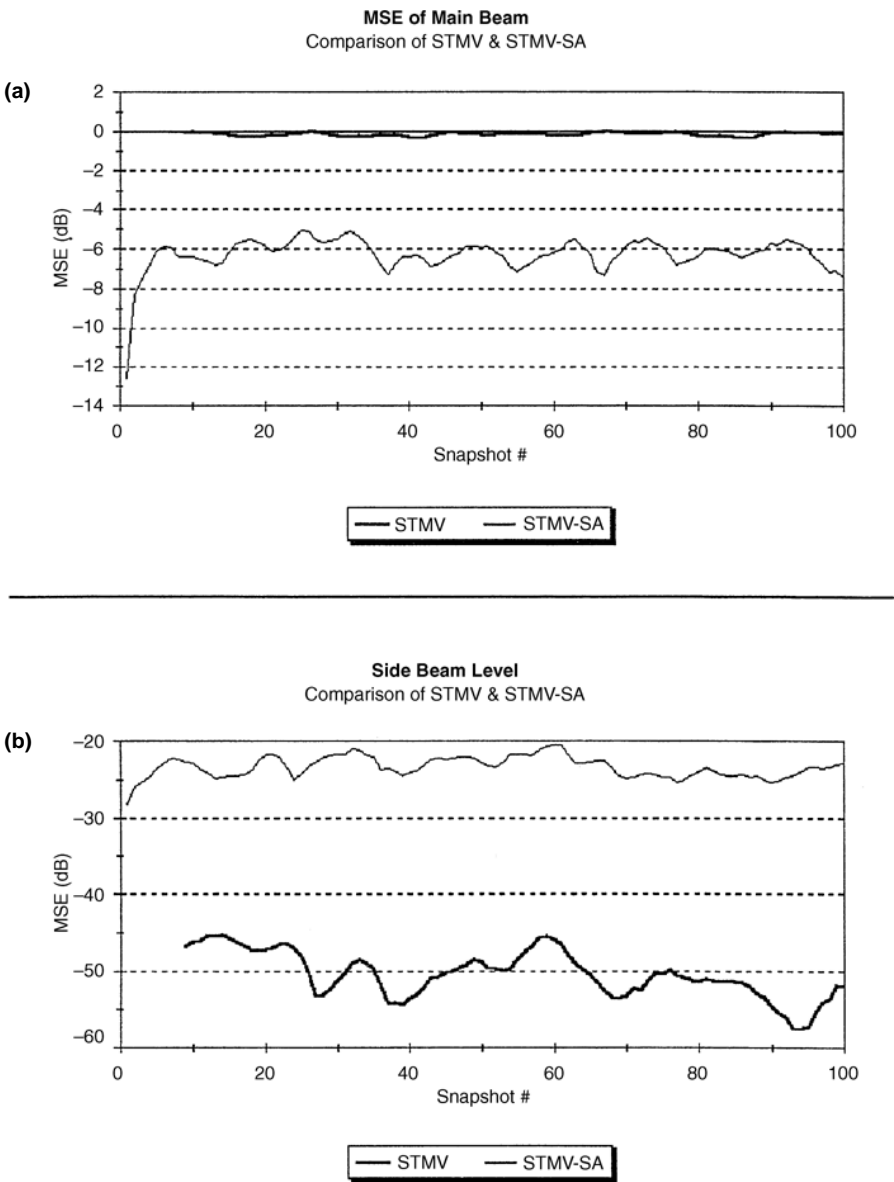 MSE of Main Beam
Comparison of STMV & STMV-SA
(a)
2
0
–2
–4
–6
–8
–10
–12
–14
MSE (dB)
0 20 40 60 80 100
Snapshot #
STMV STMV-SA
Side Beam Level
Comparison of STMV & STMV-SA
(b)
–20
–30
–40
–50
–60
MSE (dB)
0 20 40 60 80 100
Snapshot #
STMV STMV-SA